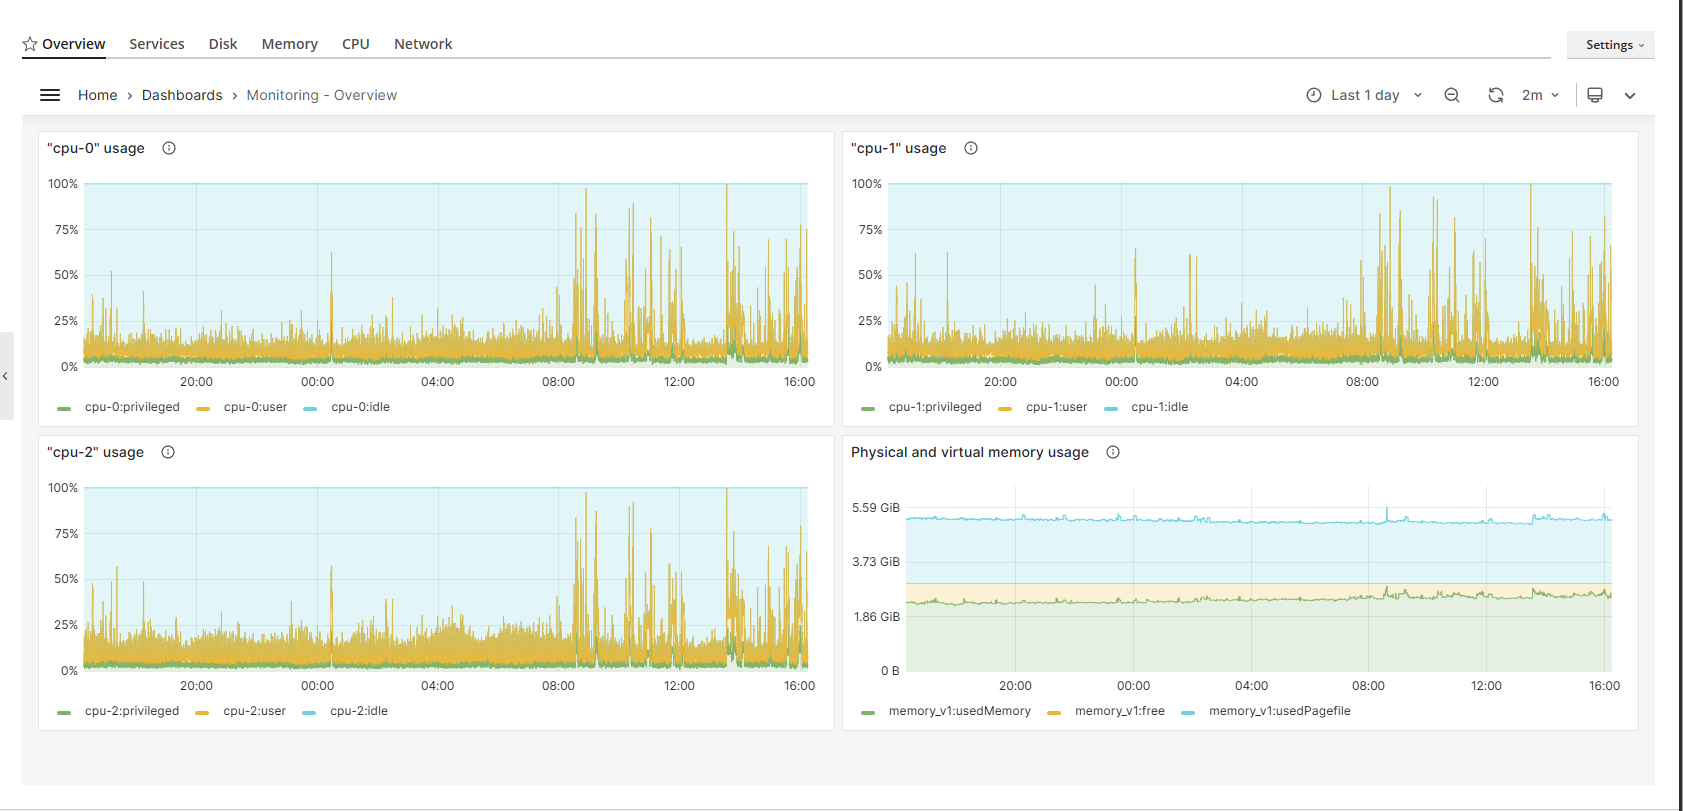 Overview Services Disk Memory CPU Network Settings
Home › Dashboards › Monitoring - Overview Last 1 day 2m
"cpu-0" usage
100%
75%
50%
25%
0%
20:00 00:00 04:00 08:00 12:00 16:00
cpu-0:privileged cpu-0:user cpu-0:idle
"cpu-1" usage
100%
75%
50%
25%
0%
20:00 00:00 04:00 08:00 12:00 16:00
cpu-1:privileged cpu-1:user cpu-1:idle
"cpu-2" usage
100%
75%
50%
25%
0%
20:00 00:00 04:00 08:00 12:00 16:00
cpu-2:privileged cpu-2:user cpu-2:idle
Physical and virtual memory usage
5.59 GiB
3.73 GiB
1.86 GiB
0 B
20:00 00:00 04:00 08:00 12:00 16:00
memory_v1:usedMemory memory_v1:free memory_v1:usedPagefile